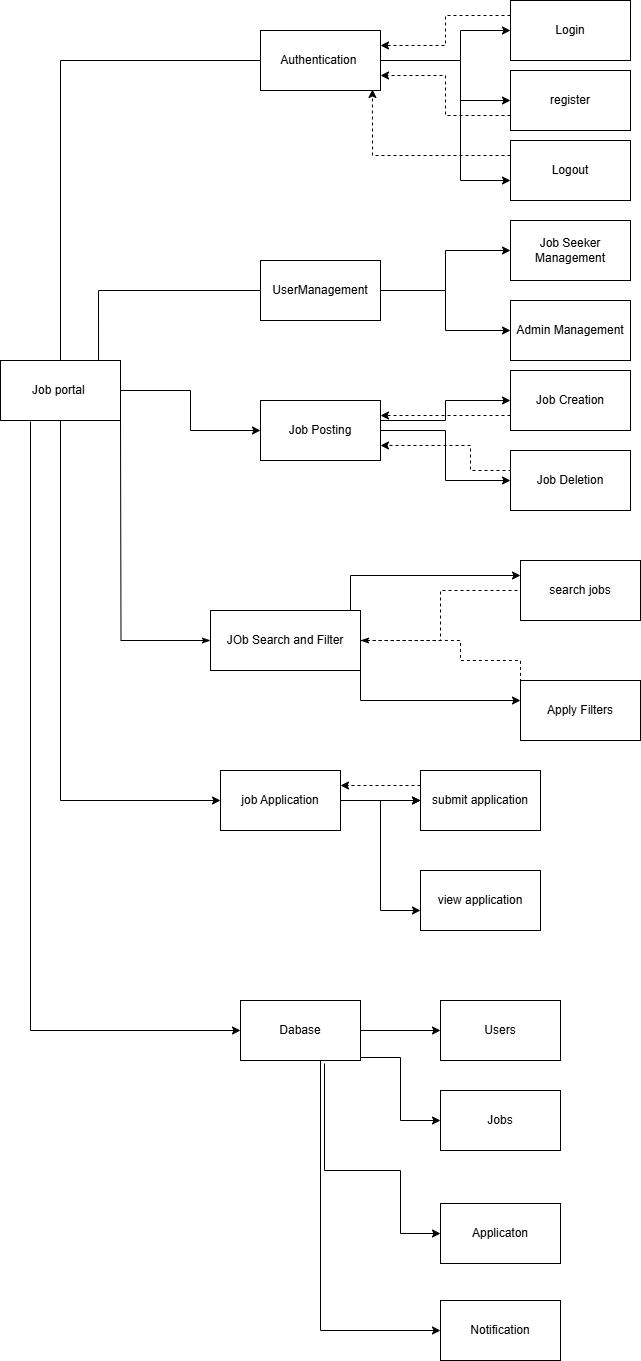 Login
Authentication
register
Logout
Job Seeker
Management
UserManagement
Admin Management
Job portal
Job Creation
Job Posting
Job Deletion
search jobs
JOb Search and Filter
Apply Filters
job Application
submit application
view application
Dabase
Users
Jobs
Applicaton
Notification